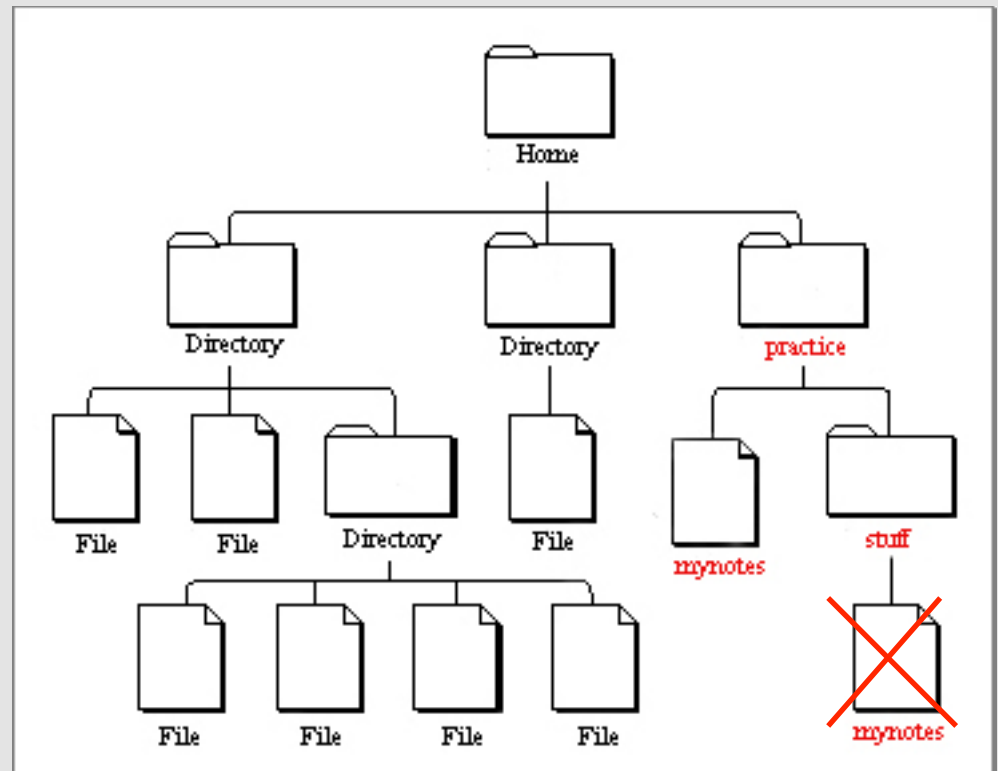 Home
Directory
Directory
practice
File
File
Directory
File
mynotes
stuff
File
File
File
File
mynotes